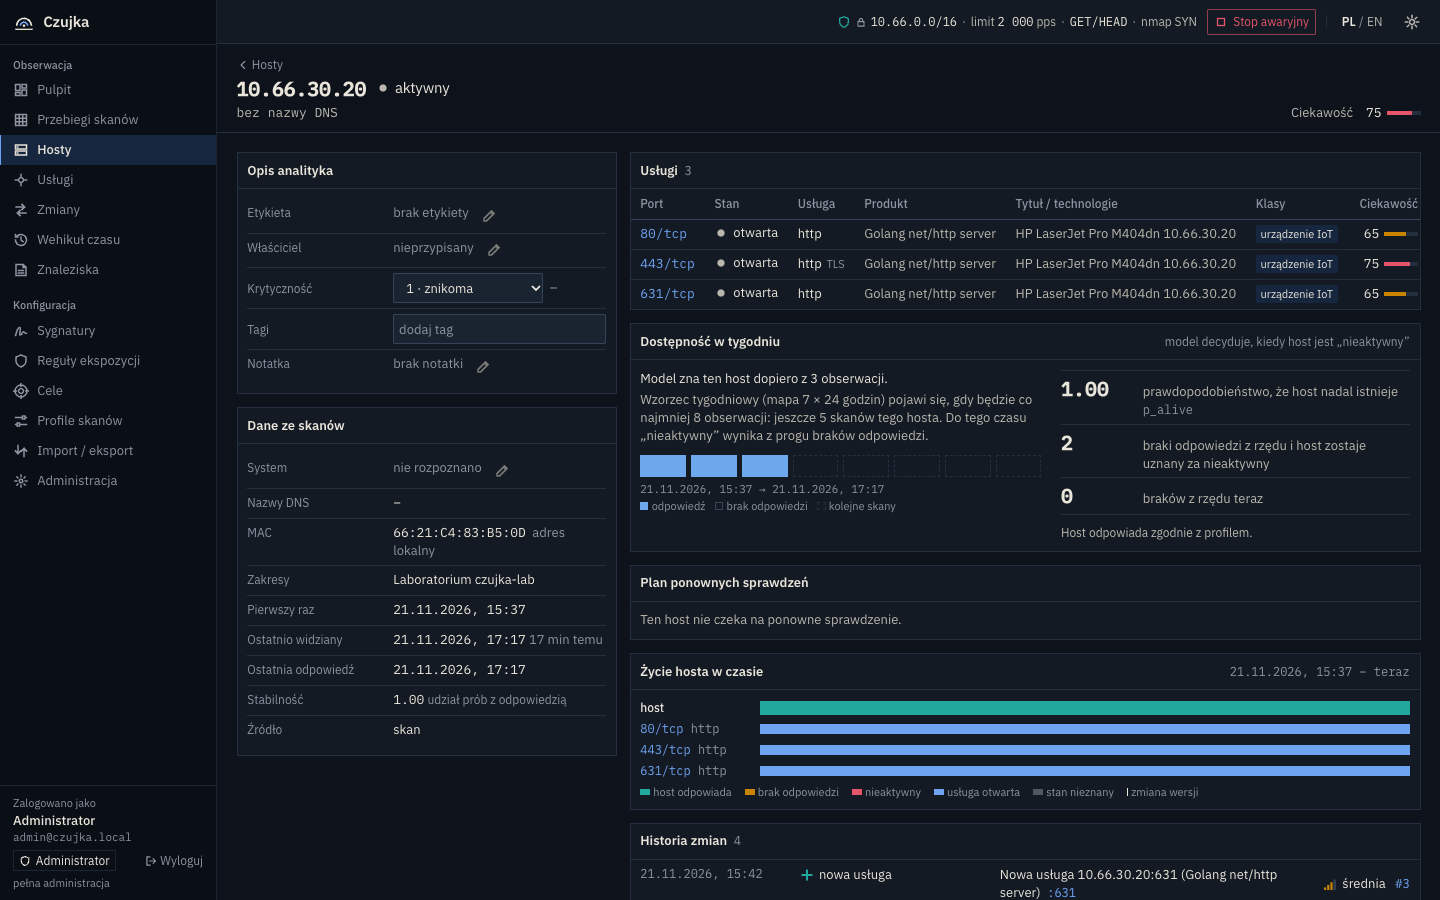 Czujka
10.66.0.0/16 · limit 2 000 pps · GET/HEAD · nmap SYN
Stop awaryjny
PL / EN
Obserwacja
Pulpit
Przebiegi skanów
Hosty
Usługi
Zmiany
Wehikuł czasu
Znaleziska
Konfiguracja
Sygnatury
Reguły ekspozycji
Cele
Profile skanów
Import / eksport
Administracja
Zalogowano jako
Administrator
admin@czujka.local
Administrator
Wyloguj
pełna administracja
Hosty
10.66.30.20 aktywny
bez nazwy DNS
Ciekawość 75
Opis analityka
Etykieta brak etykiety
Właściciel nieprzypisany
Krytyczność 1 · znikoma –
Tagi dodaj tag
Notatka brak notatki
Dane ze skanów
System nie rozpoznano
Nazwy DNS –
MAC 66:21:C4:83:B5:0D adres
lokalny
Zakresy Laboratorium czujka-lab
Pierwszy raz 21.11.2026, 15:37
Ostatnio widziany 21.11.2026, 17:17 17 min temu
Ostatnia odpowiedź 21.11.2026, 17:17
Stabilność 1.00 udział prób z odpowiedzią
Źródło skan
Usługi 3
Port Stan Usługa Produkt Tytuł / technologie Klasy Ciekawość
80/tcp otwarta http Golang net/http server HP LaserJet Pro M404dn 10.66.30.20 urządzenie IoT 65
443/tcp otwarta http TLS Golang net/http server HP LaserJet Pro M404dn 10.66.30.20 urządzenie IoT 75
631/tcp otwarta http Golang net/http server HP LaserJet Pro M404dn 10.66.30.20 urządzenie IoT 65
Dostępność w tygodniu model decyduje, kiedy host jest „nieaktywny”
Model zna ten host dopiero z 3 obserwacji.
Wzorzec tygodniowy (mapa 7 × 24 godzin) pojawi się, gdy będzie co
najmniej 8 obserwacji: jeszcze 5 skanów tego hosta. Do tego czasu
„nieaktywny” wynika z progu braków odpowiedzi.
21.11.2026, 15:37 → 21.11.2026, 17:17
odpowiedź brak odpowiedzi kolejne skany
1.00 prawdopodobieństwo, że host nadal istnieje
p_alive
2 braki odpowiedzi z rzędu i host zostaje
uznany za nieaktywny
0 braków z rzędu teraz
Host odpowiada zgodnie z profilem.
Plan ponownych sprawdzeń
Ten host nie czeka na ponowne sprawdzenie.
Życie hosta w czasie 21.11.2026, 15:37 – teraz
host
80/tcp http
443/tcp http
631/tcp http
host odpowiada brak odpowiedzi nieaktywny usługa otwarta stan nieznany zmiana wersji
Historia zmian 4
21.11.2026, 15:42 nowa usługa Nowa usługa 10.66.30.20:631 (Golang net/http
server) :631 średnia #3